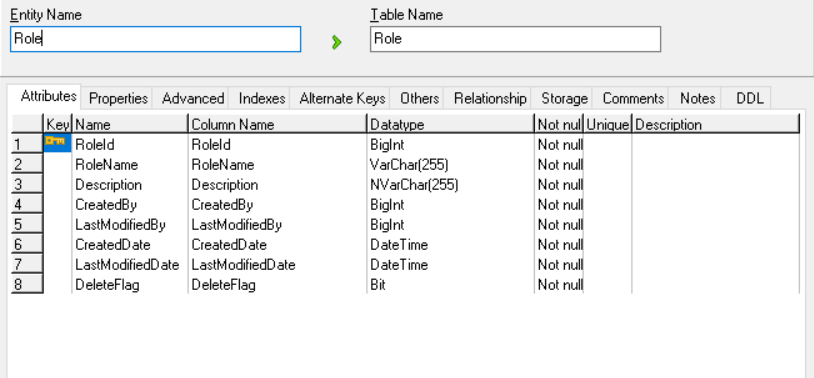 Entity Name Table Name
Role Role
Attributes Properties Advanced Indexes Alternate Keys Others Relationship Storage Comments Notes DDL
Key Name Column Name Datatype Not nul Unique Description
1 RoleId RoleId BigInt Not null
2 RoleName RoleName VarChar(255) Not null
3 Description Description NVarChar(255) Not null
4 CreatedBy CreatedBy BigInt Not null
5 LastModifiedBy LastModifiedBy BigInt Not null
6 CreatedDate CreatedDate DateTime Not null
7 LastModifiedDate LastModifiedDate DateTime Not null
8 DeleteFlag DeleteFlag Bit Not null